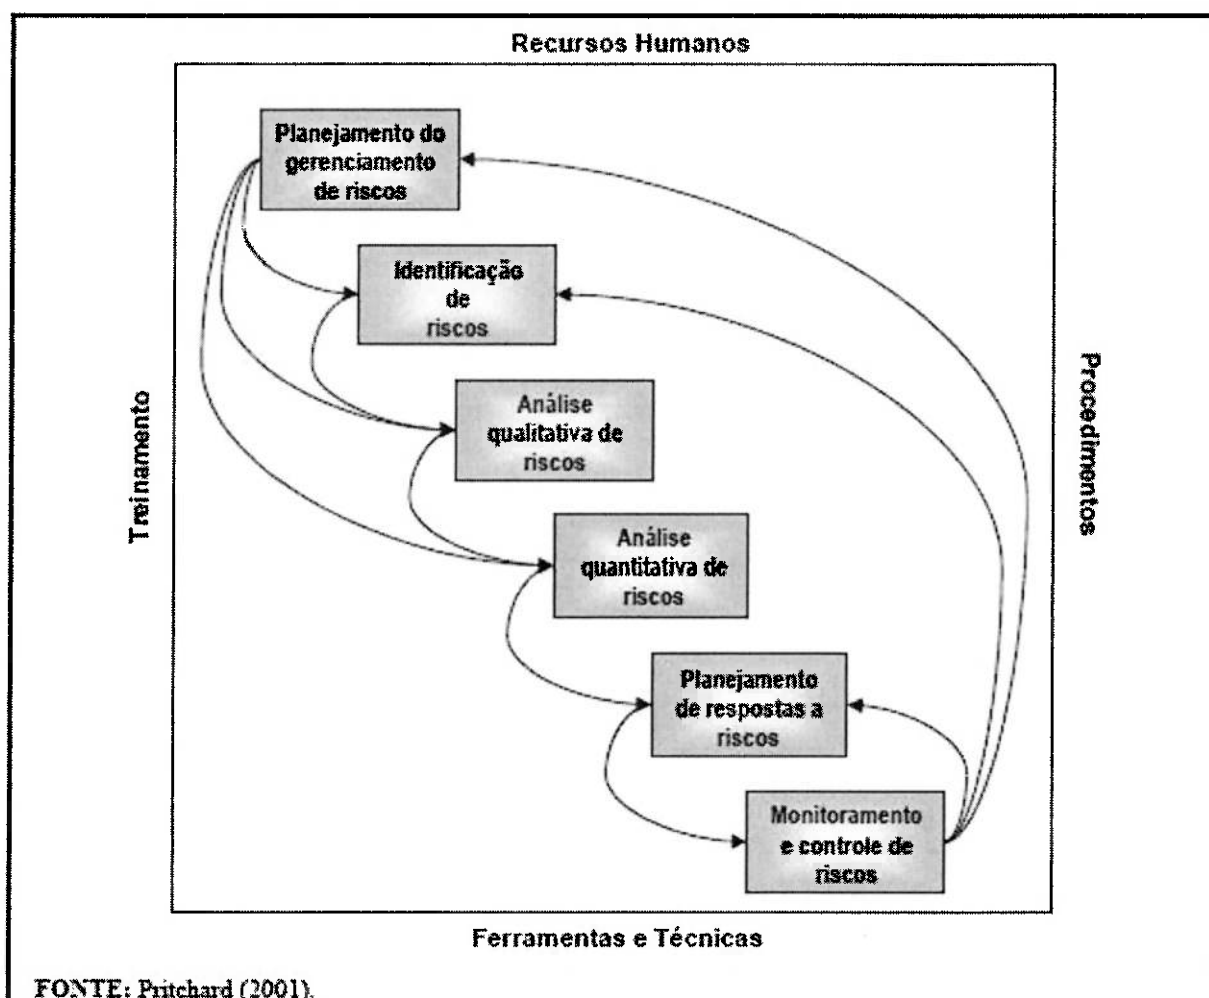 Recursos Humanos
Planejamento do
gerenciamento
de riscos
Identificação
de
riscos
Análise
qualitativa de
riscos
Análise
quantitativa de
riscos
Planejamento
de respostas a
riscos
Monitoramento
e controle de
riscos
Treinamento
Procedimentos
Ferramentas e Técnicas
FONTE: Pritchard (2001).